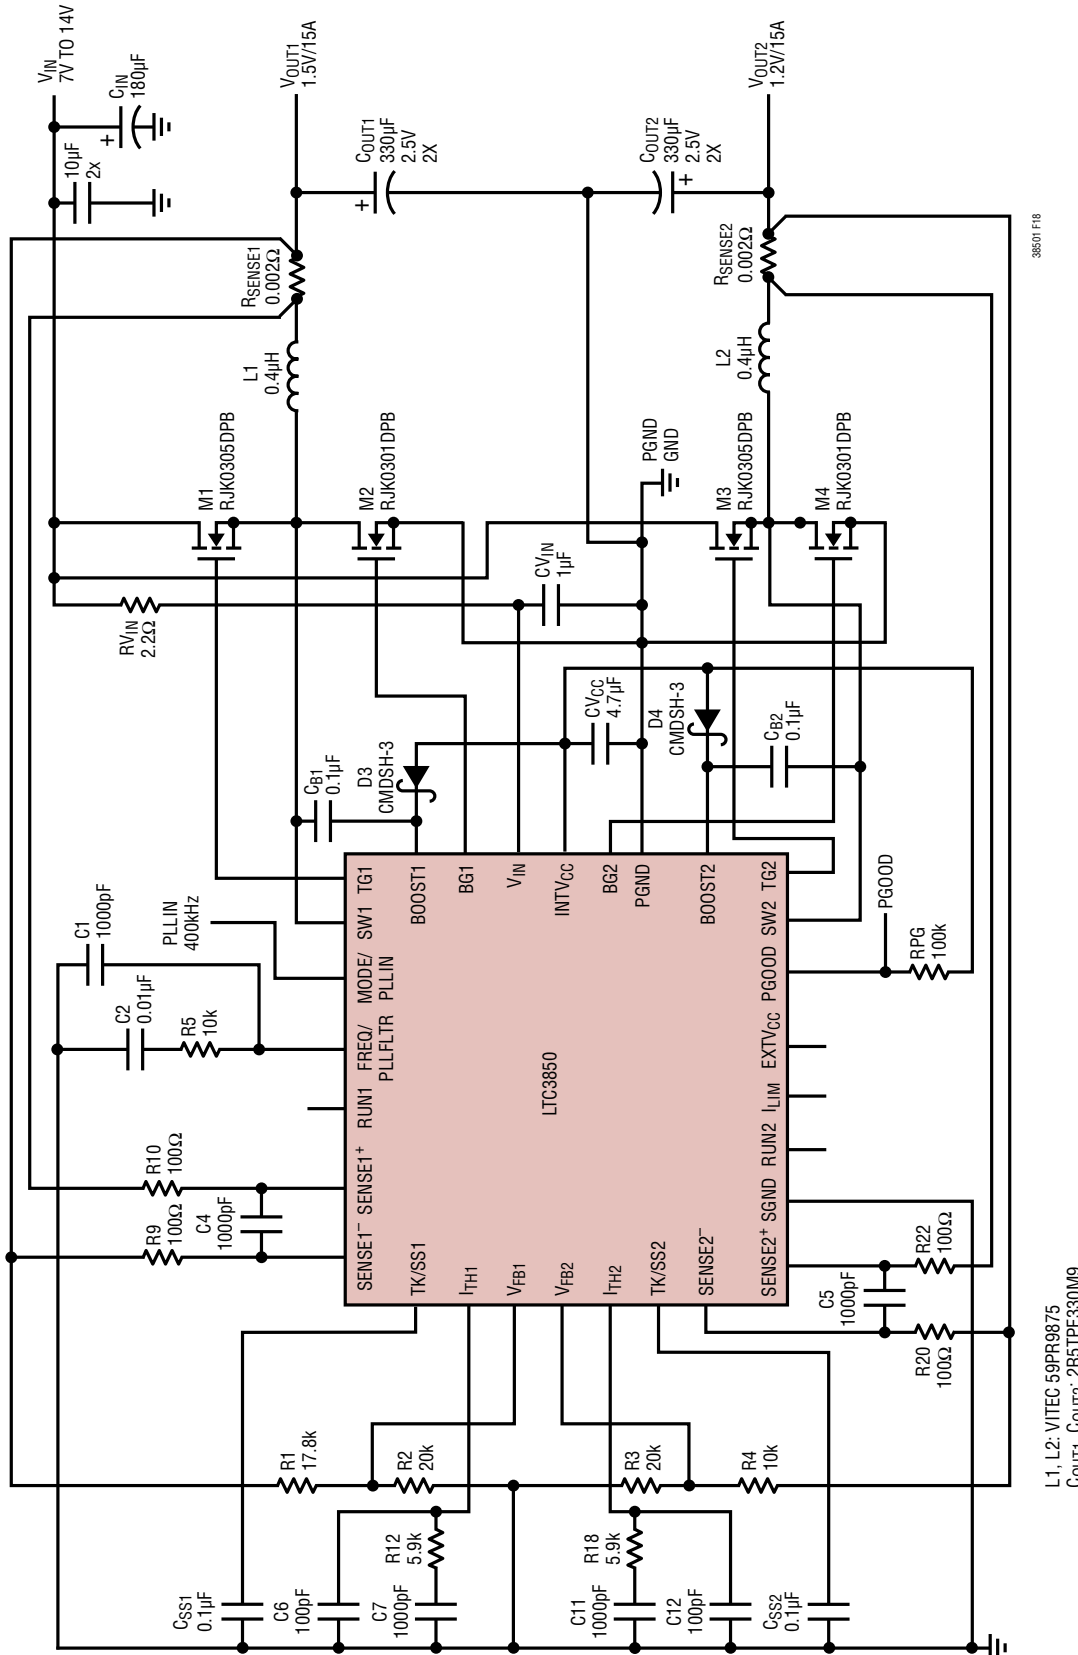 VIN
7V TO 14V
10µF
2x
CIN
180µF
+
VOUT1
1.5V/15A
RSENSE1
0.002Ω
COUT1
330µF
2.5V
2X
+
L1
0.4µH
M1
RJK0305DPB
M2
RJK0301DPB
RVIN
2.2Ω
CVIN
1µF
PGND
GND
COUT2
330µF
2.5V
2X
+
VOUT2
1.2V/15A
RSENSE2
0.002Ω
L2
0.4µH
M3
RJK0305DPB
M4
RJK0301DPB
38501 F18
CB1
0.1µF
D3
CMDSH-3
CVCC
4.7µF
D4
CMDSH-3
CB2
0.1µF
C1
1000pF
C2
0.01µF
R5
10k
PLLIN
400kHz
R10
100Ω
R9
100Ω
C4
1000pF
SENSE1–
SENSE1+
RUN1
FREQ/
PLLFLTR
MODE/
PLLIN
SW1
TG1
BOOST1
BG1
VIN
INTVCC
BG2
PGND
BOOST2
LTC3850
TK/SS1
ITH1
VFB1
VFB2
ITH2
TK/SS2
SENSE2–
SENSE2+
SGND
RUN2
ILIM
EXTVCC
PGOOD
SW2
TG2
PGOOD
RPG
100k
C5
1000pF
R22
100Ω
R20
100Ω
R1
17.8k
R2
20k
R3
20k
R4
10k
R12
5.9k
R18
5.9k
CSS1
0.1µF
C6
100pF
C7
1000pF
C11
1000pF
C12
100pF
CSS2
0.1µF
L1, L2: VITEC 59PR9875